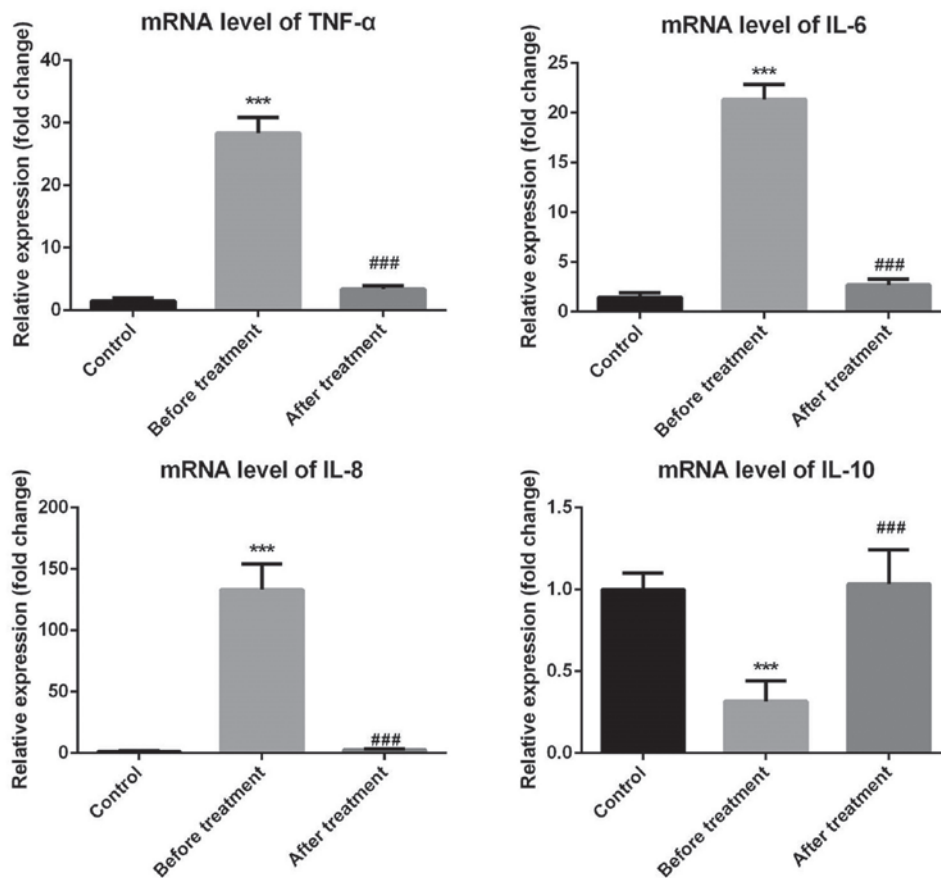 mRNA level of TNF-α
Relative expression (fold change)
40
30
20
10
0
***
###
Control
Before treatment
After treatment
mRNA level of IL-6
Relative expression (fold change)
25
20
15
10
5
0
***
###
Control
Before treatment
After treatment
mRNA level of IL-8
Relative expression (fold change)
200
150
100
50
0
***
###
Control
Before treatment
After treatment
mRNA level of IL-10
Relative expression (fold change)
1.5
1.0
0.5
0.0
***
###
Control
Before treatment
After treatment